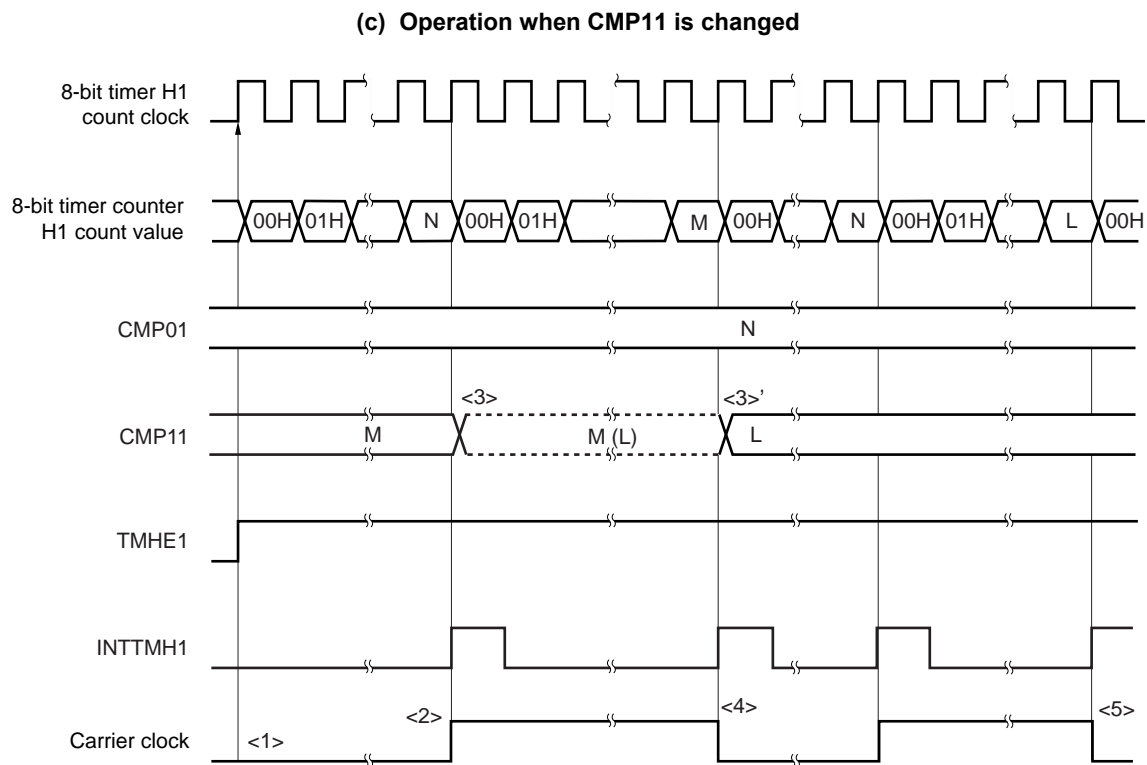 (c) Operation when CMP11 is changed
8-bit timer H1
count clock
8-bit timer counter
H1 count value
00H 01H N 00H 01H M 00H N 00H 01H L 00H
CMP01
N
<3> <3>’
CMP11
M M (L) L
TMHE1
INTTMH1
<2> <4> <5>
Carrier clock
<1>